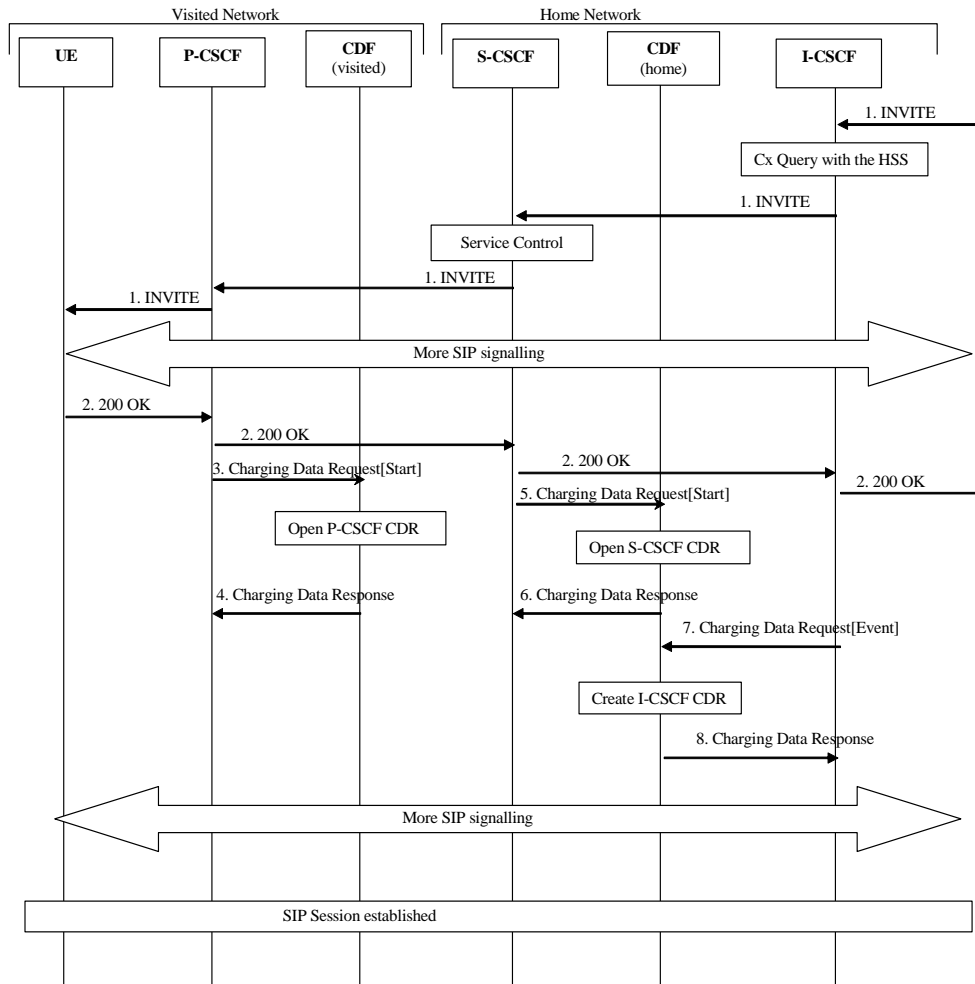 Visited Network
Home Network
UE
P-CSCF
CDF
(visited)
S-CSCF
CDF
(home)
I-CSCF
1. INVITE
Cx Query with the HSS
1. INVITE
Service Control
1. INVITE
1. INVITE
More SIP signalling
2. 200 OK
2. 200 OK
2. 200 OK
3. Charging Data Request[Start]
2. 200 OK
5. Charging Data Request[Start]
Open P-CSCF CDR
Open S-CSCF CDR
4. Charging Data Response
6. Charging Data Response
7. Charging Data Request[Event]
Create I-CSCF CDR
8. Charging Data Response
More SIP signalling
SIP Session established